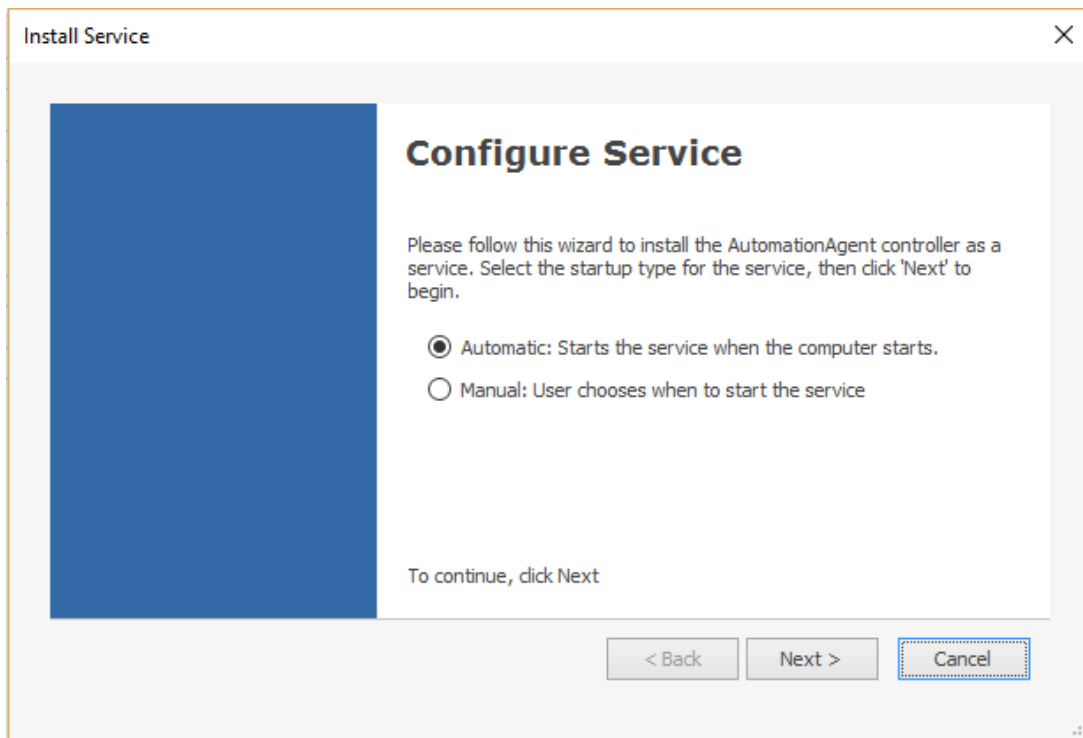 Install Service
Configure Service
Please follow this wizard to install the AutomationAgent controller as a
service. Select the startup type for the service, then click 'Next' to
begin.
Automatic: Starts the service when the computer starts.
Manual: User chooses when to start the service
To continue, click Next
< Back
Next >
Cancel